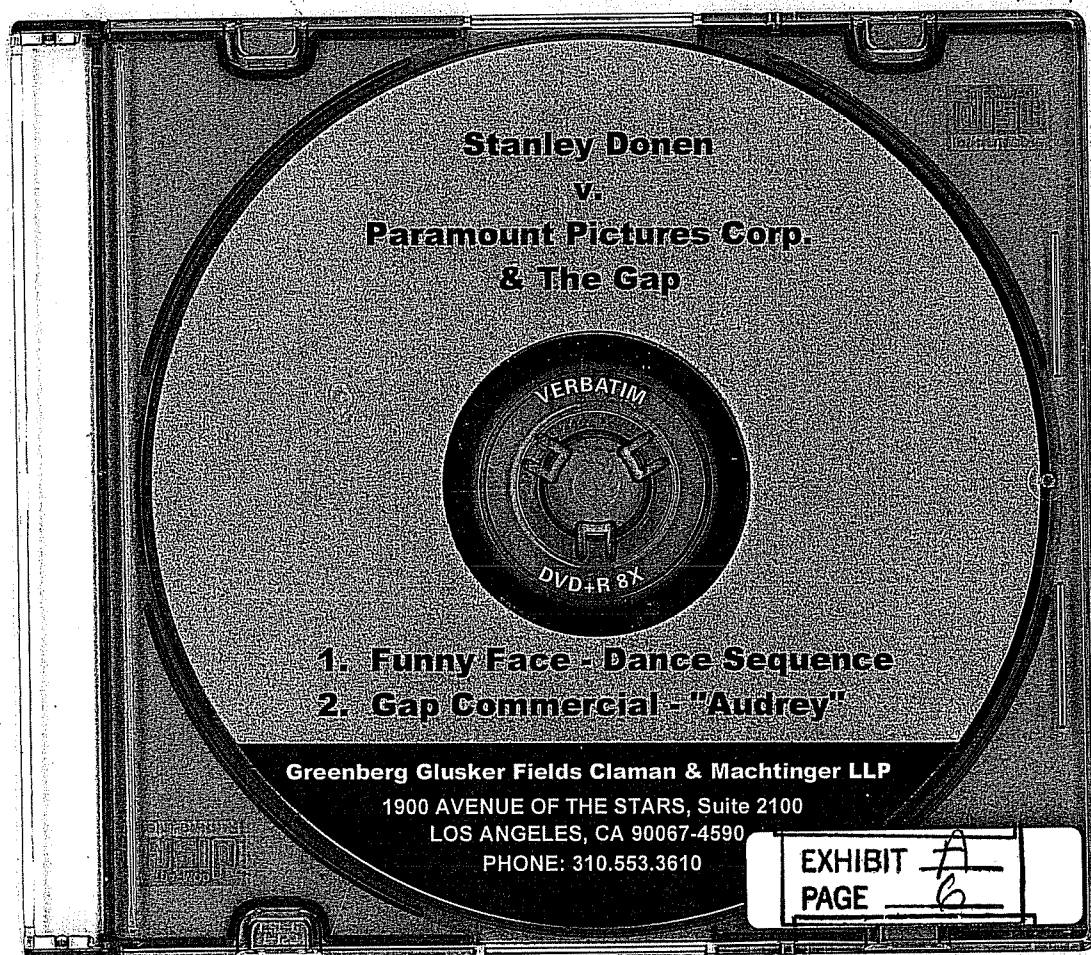 Stanley Donen
v.
Paramount Pictures Corp.
& The Gap
VERBATIM
DVD+R 8X
1. Funny Face - Dance Sequence
2. Gap Commercial - "Audrey"
Greenberg Glusker Fields Claman & Machtinger LLP
1900 AVENUE OF THE STARS, Suite 2100
LOS ANGELES, CA 90067-4590
PHONE: 310.553.3610
EXHIBIT A
PAGE 6